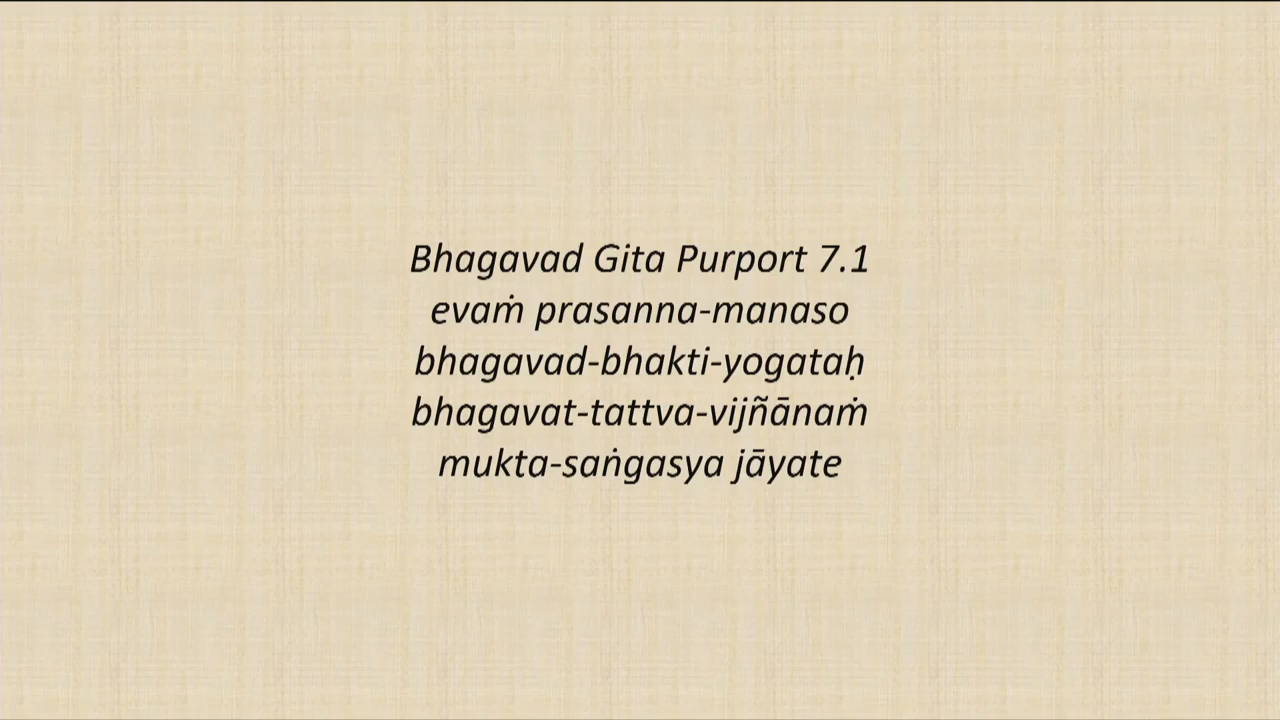 Bhagavad Gita Purport 7.1
evaṁ prasanna-manaso
bhagavad-bhakti-yogataḥ
bhagavat-tattva-vijñānaṁ
mukta-saṅgasya jāyate